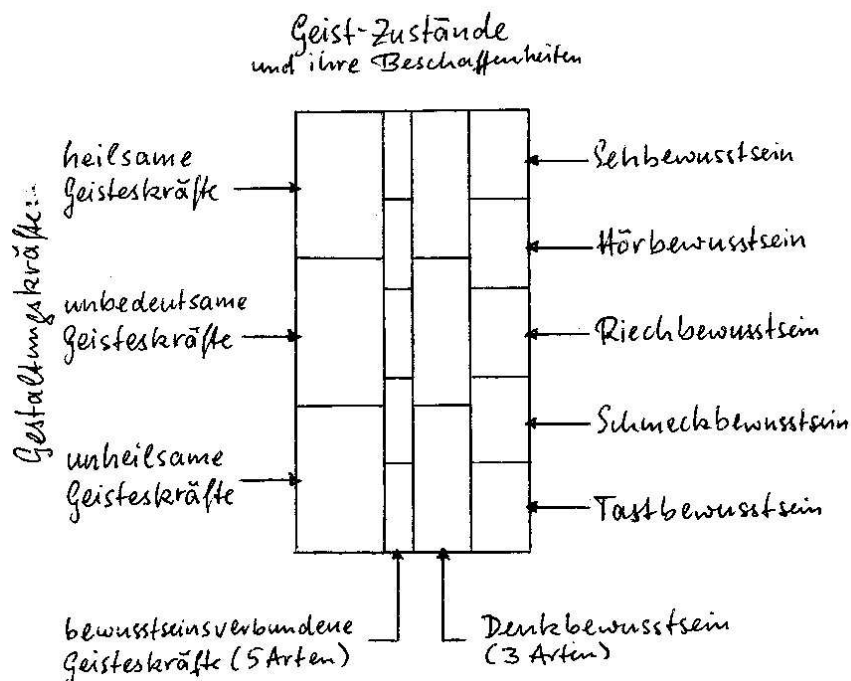 Geist-Zustände
und ihre Beschaffenheiten
Gestaltungskräfte:
heilsame
Geisteskräfte
unbedeutsame
Geisteskräfte
unheilsame
Geisteskräfte
Sehbewusstsein
Hörbewusstsein
Riechbewusstsein
Schmeckbewusstsein
Tastbewusstsein
bewusstseinsverbundene
Geisteskräfte (5 Arten)
Denkbewusstsein
(3 Arten)